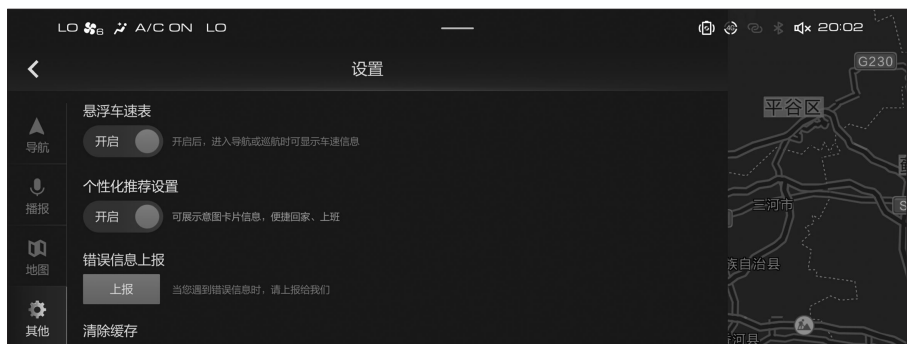 LO 6 A/C ON LO
4G 20:02
设置
G230
平谷区
导航
播报
地图
其他
悬浮车速表
开启 开启后，进入导航或巡航时可显示车速信息
个性化推荐设置
开启 可展示意图卡片信息，便捷回家、上班
错误信息上报
上报 当您遇到错误信息时，请上报给我们
清除缓存
三河市
S
族自治县
河县